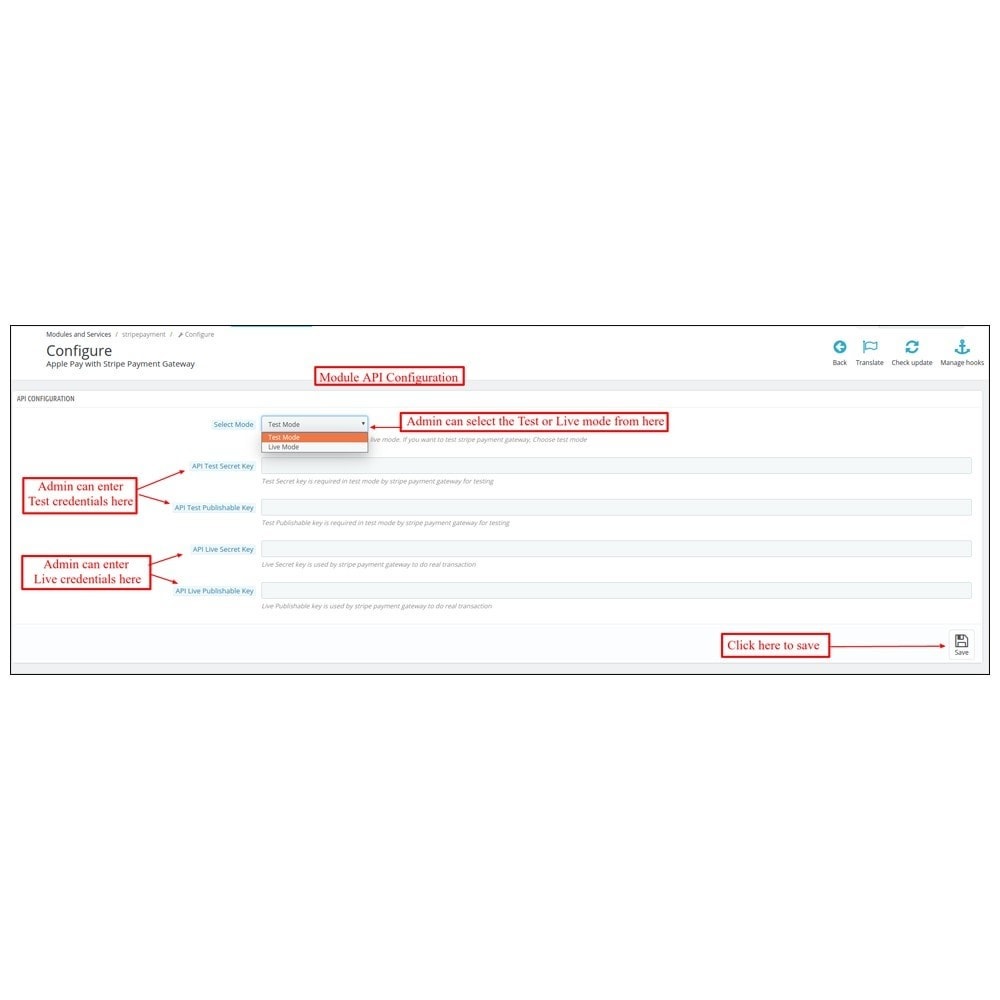 Modules and Services / stripepayment / Configure
Configure
Apple Pay with Stripe Payment Gateway
Back
Translate
Check update
Manage hooks
Module API Configuration
API CONFIGURATION
Select Mode
Test Mode
Admin can select the Test or Live mode from here
Test Mode
Live Mode
live mode. If you want to test stripe payment gateway, Choose test mode
API Test Secret Key
Test Secret key is required in test mode by stripe payment gateway for testing
Admin can enter
Test credentials here
API Test Publishable Key
Test Publishable key is required in test mode by stripe payment gateway for testing
API Live Secret Key
Live Secret key is used by stripe payment gateway to do real transaction
Admin can enter
Live credentials here
API Live Publishable Key
Live Publishable key is used by stripe payment gateway to do real transaction
Click here to save
Save